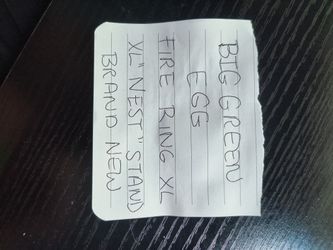 BIG GREEN
EGG
FIRE RING XL
XL "NEST" STAND
BRAND NEW